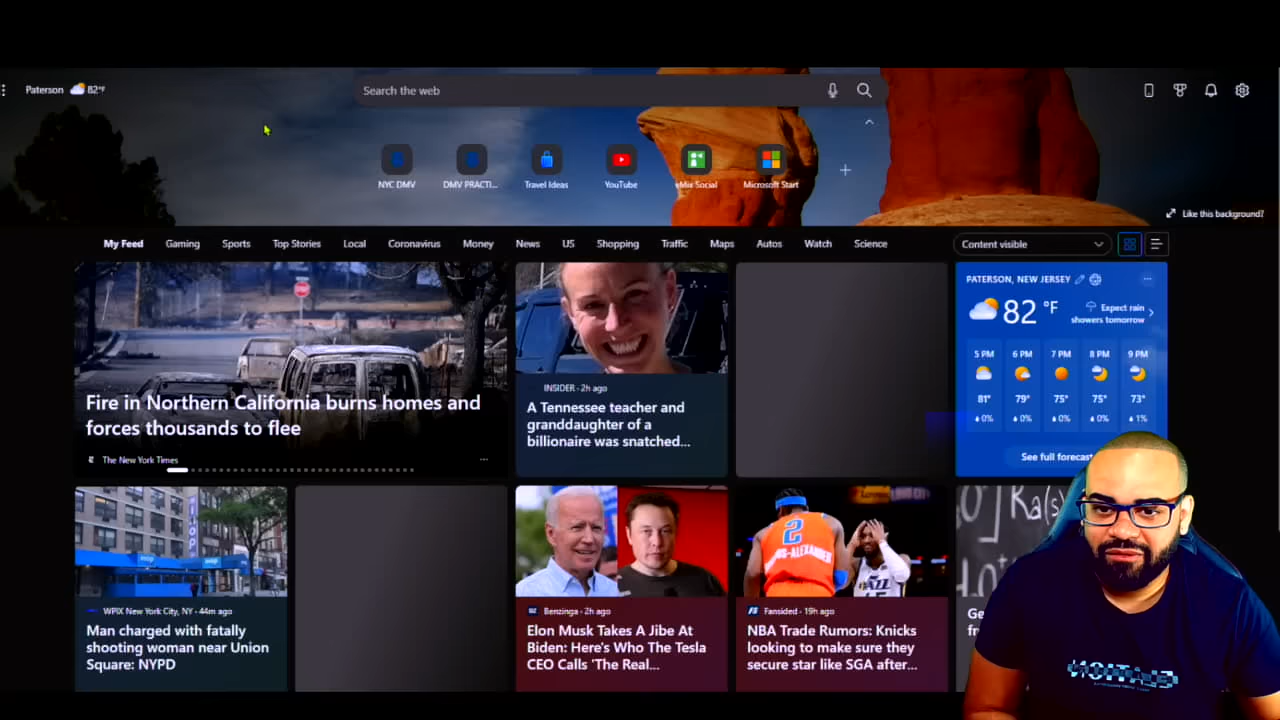 Paterson 82°F
Search the web
NYC DMV
DMV PRACTI...
Travel Ideas
YouTube
eMix Social
Microsoft Start
Like this background?
My Feed
Gaming
Sports
Top Stories
Local
Coronavirus
Money
News
US
Shopping
Traffic
Maps
Autos
Watch
Science
Content visible
Fire in Northern California burns homes and
forces thousands to flee
The New York Times
INSIDER · 2h ago
A Tennessee teacher and
granddaughter of a
billionaire was snatched...
PATERSON, NEW JERSEY
82 °F
Expect rain
showers tomorrow
5 PM 6 PM 7 PM 8 PM 9 PM
81° 79° 75° 75° 73°
0% 0% 0% 0% 1%
See full forecast
WPIX New York City, NY · 44m ago
Man charged with fatally
shooting woman near Union
Square: NYPD
Benzinga · 2h ago
Elon Musk Takes A Jibe At
Biden: Here's Who The Tesla
CEO Calls 'The Real...
2
Fansided · 19h ago
NBA Trade Rumors: Knicks
looking to make sure they
secure star like SGA after...
Ge